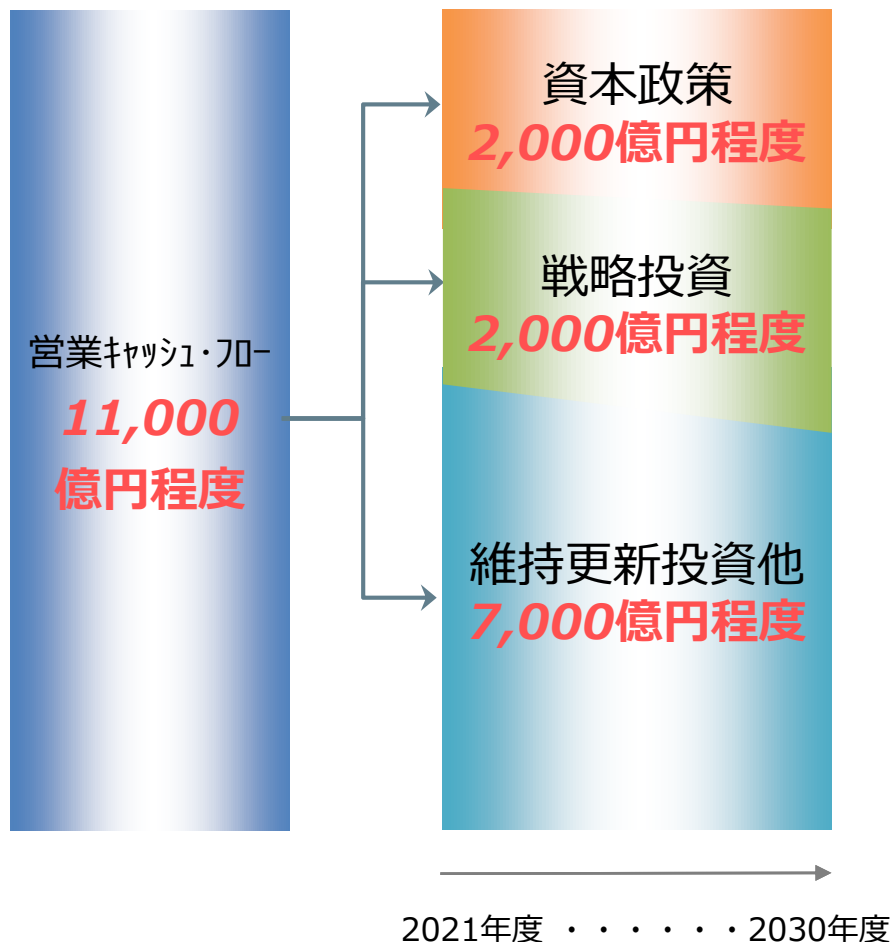 資本政策
2,000億円程度
戦略投資
2,000億円程度
営業ｷｬｯｼｭ･ﾌﾛｰ
11,000
億円程度
維持更新投資他
7,000億円程度
2021年度 ・・・・・・2030年度